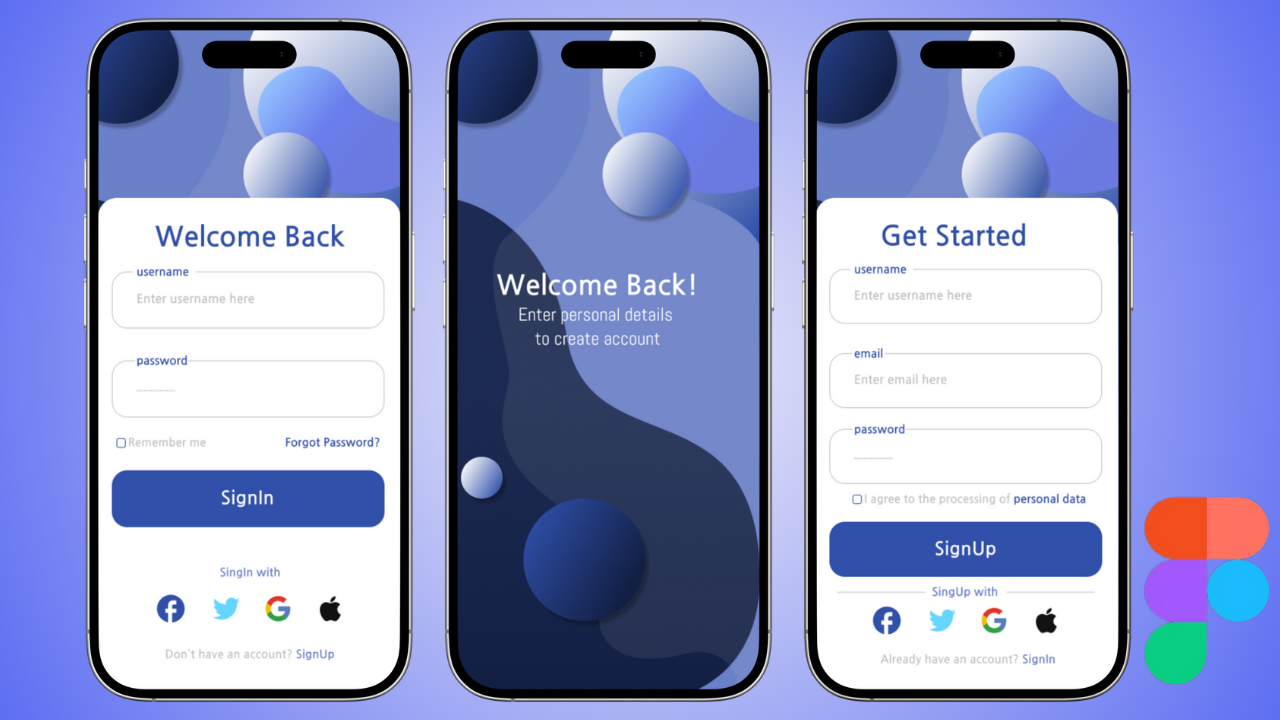 Welcome Back
username
Enter username here
password
Remember me
Forgot Password?
SignIn
SingIn with
Don't have an account? SignUp
Welcome Back!
Enter personal details
to create account
Get Started
username
Enter username here
email
Enter email here
password
I agree to the processing of personal data
SignUp
SingUp with
Already have an account? SignIn